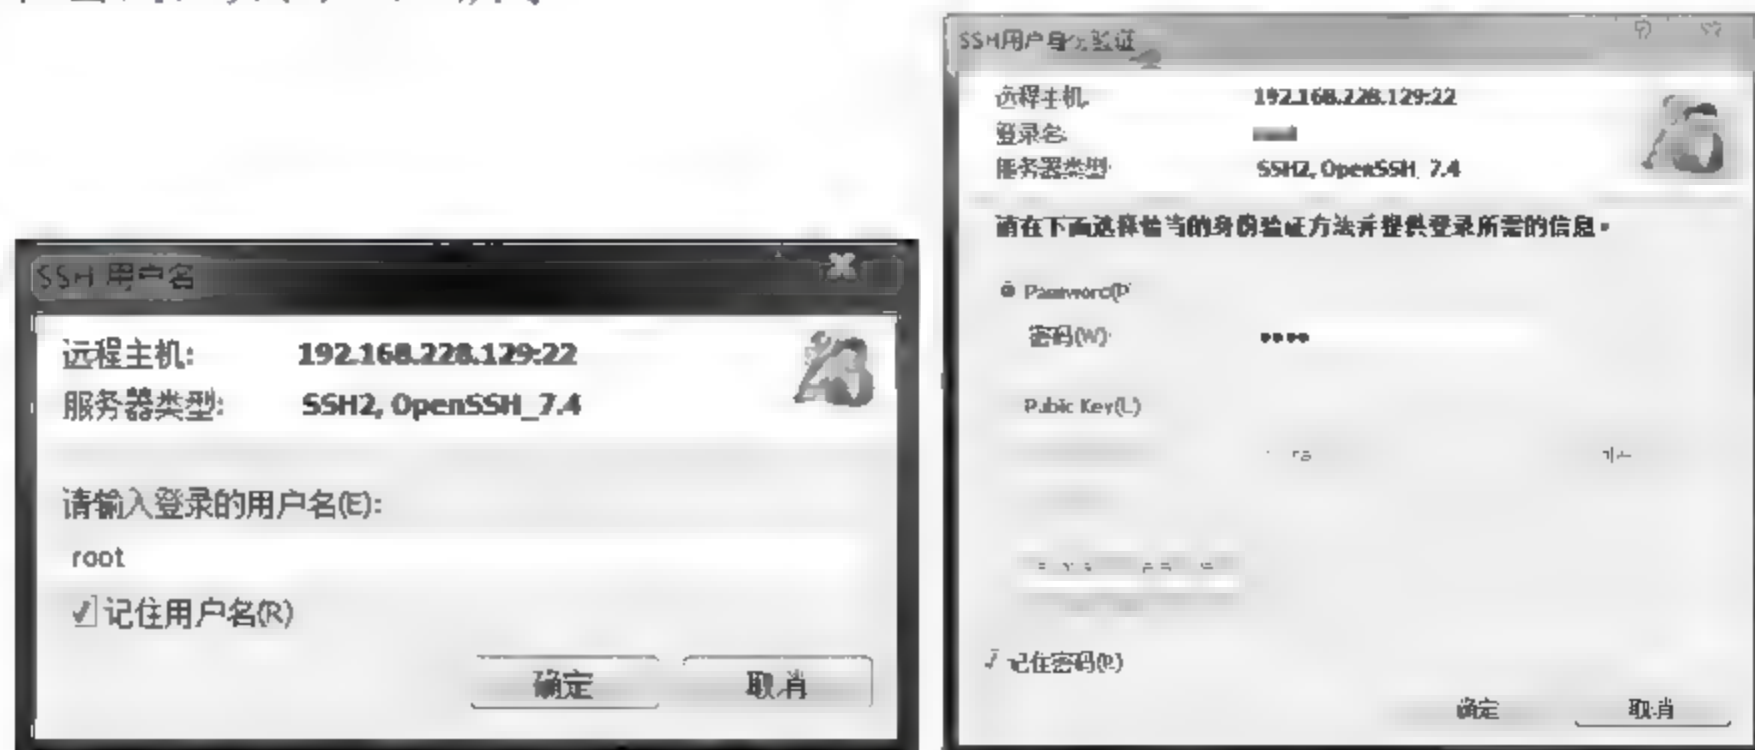 SSH 用户名
远程主机: 192.168.228.129:22
服务器类型: SSH2, OpenSSH_7.4
请输入登录的用户名(E):
root
记住用户名(R)
确定 取消
SSH用户身份验证
远程主机: 192.168.228.129:22
登录名:
服务器类型: SSH2, OpenSSH_7.4
请在下面选择恰当的身份验证方法并提供登录所需的信息。
Password(P)
密码(W):
Public Key(L)
记住密码(R)
确定 取消